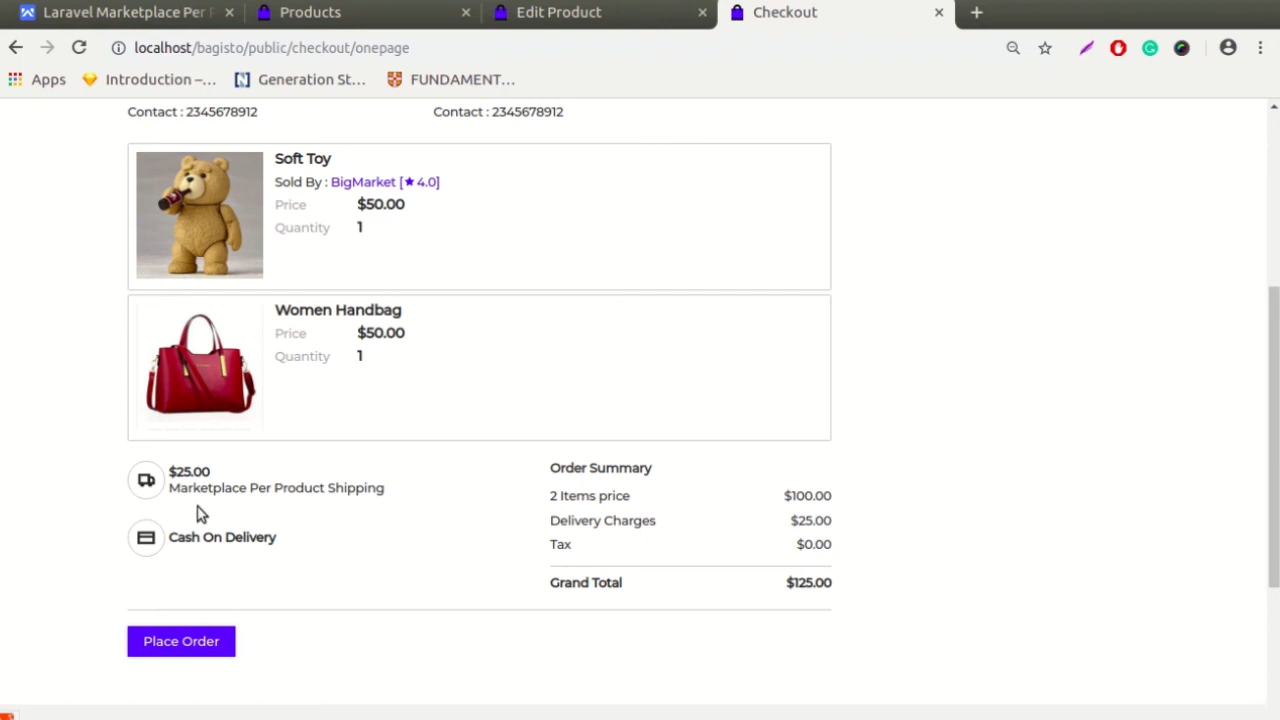 Laravel Marketplace Per P
Products
Edit Product
Checkout
localhost/bagisto/public/checkout/onepage
Apps
Introduction –...
Generation St...
FUNDAMENT...
Contact : 2345678912
Contact : 2345678912
Soft Toy
Sold By : BigMarket [★ 4.0]
Price $50.00
Quantity 1
Women Handbag
Price $50.00
Quantity 1
$25.00
Marketplace Per Product Shipping
Cash On Delivery
Order Summary
2 Items price $100.00
Delivery Charges $25.00
Tax $0.00
Grand Total $125.00
Place Order